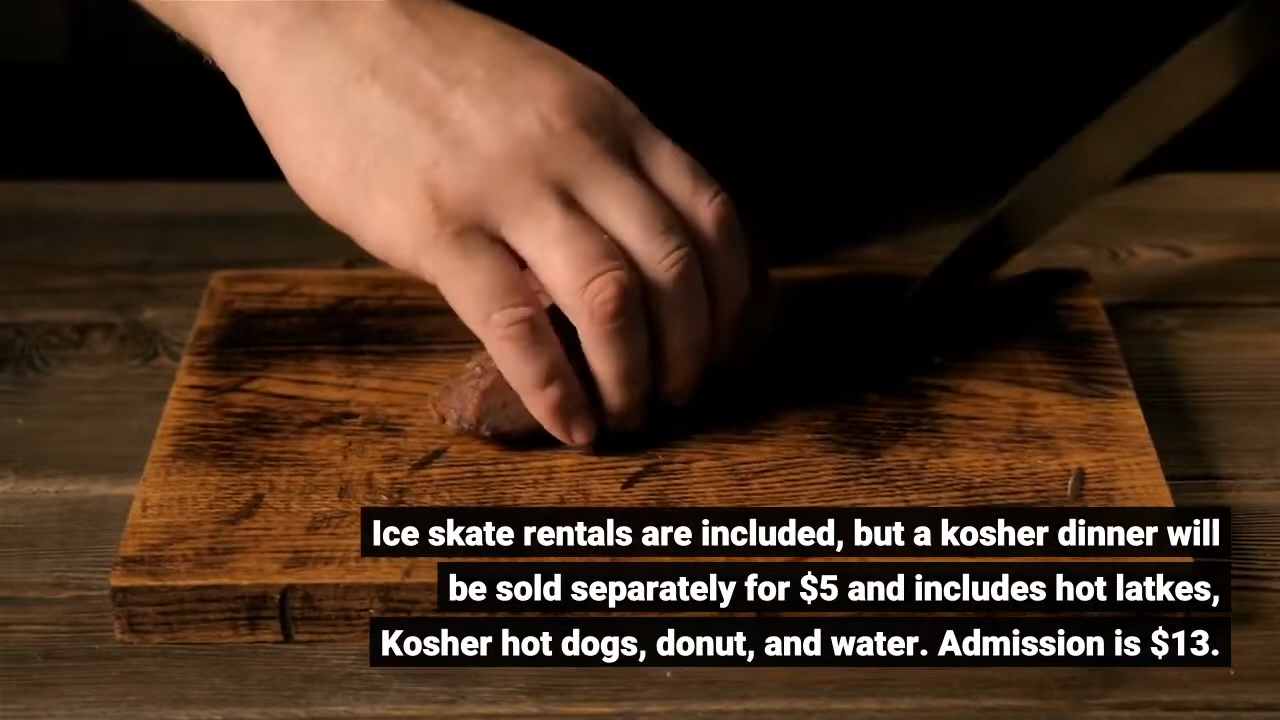 Ice skate rentals are included, but a kosher dinner will
be sold separately for $5 and includes hot latkes,
Kosher hot dogs, donut, and water. Admission is $13.